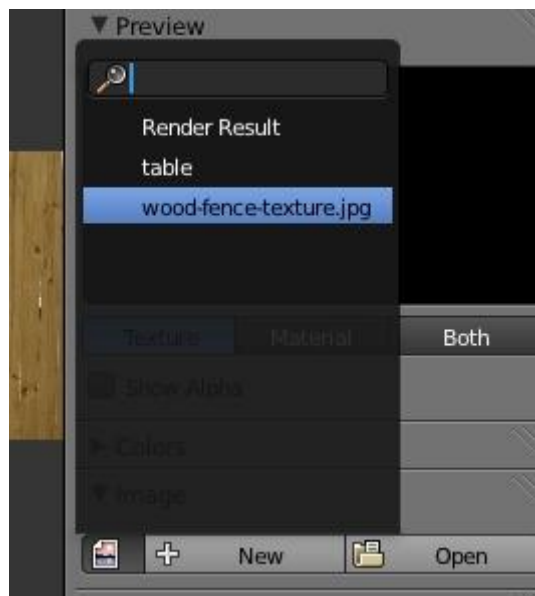 Preview
Render Result
table
wood-fence-texture.jpg
Texture Material Both
Show Alpha
Colors
Image
New Open